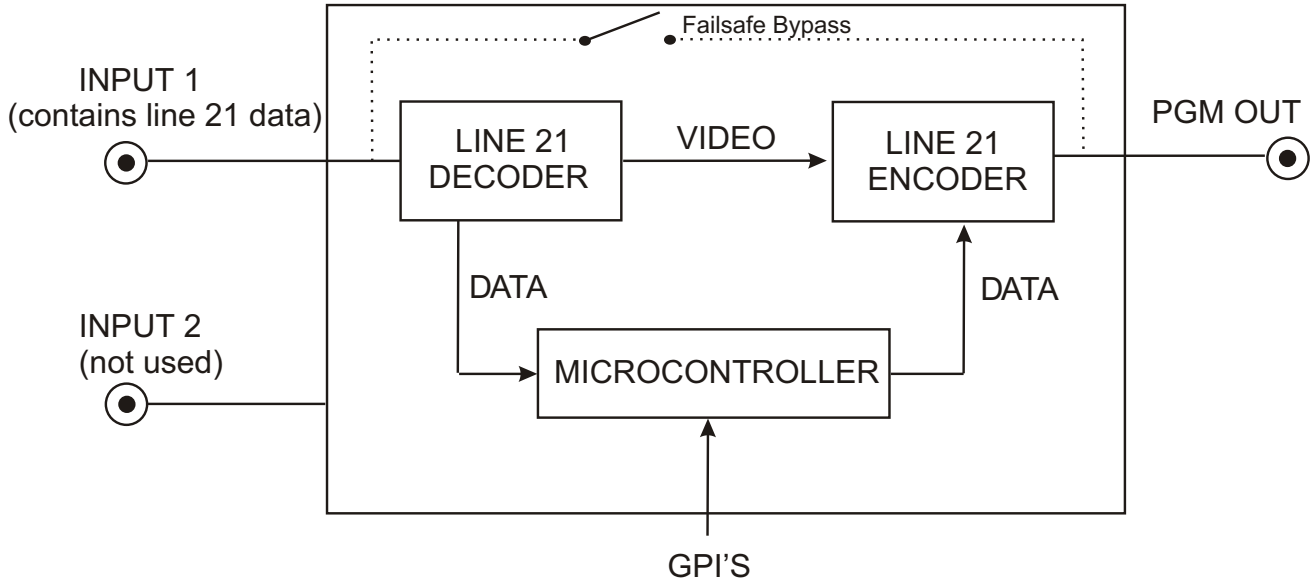 Failsafe Bypass
INPUT 1
(contains line 21 data)
LINE 21
DECODER
VIDEO
LINE 21
ENCODER
PGM OUT
DATA
DATA
INPUT 2
(not used)
MICROCONTROLLER
GPI'S